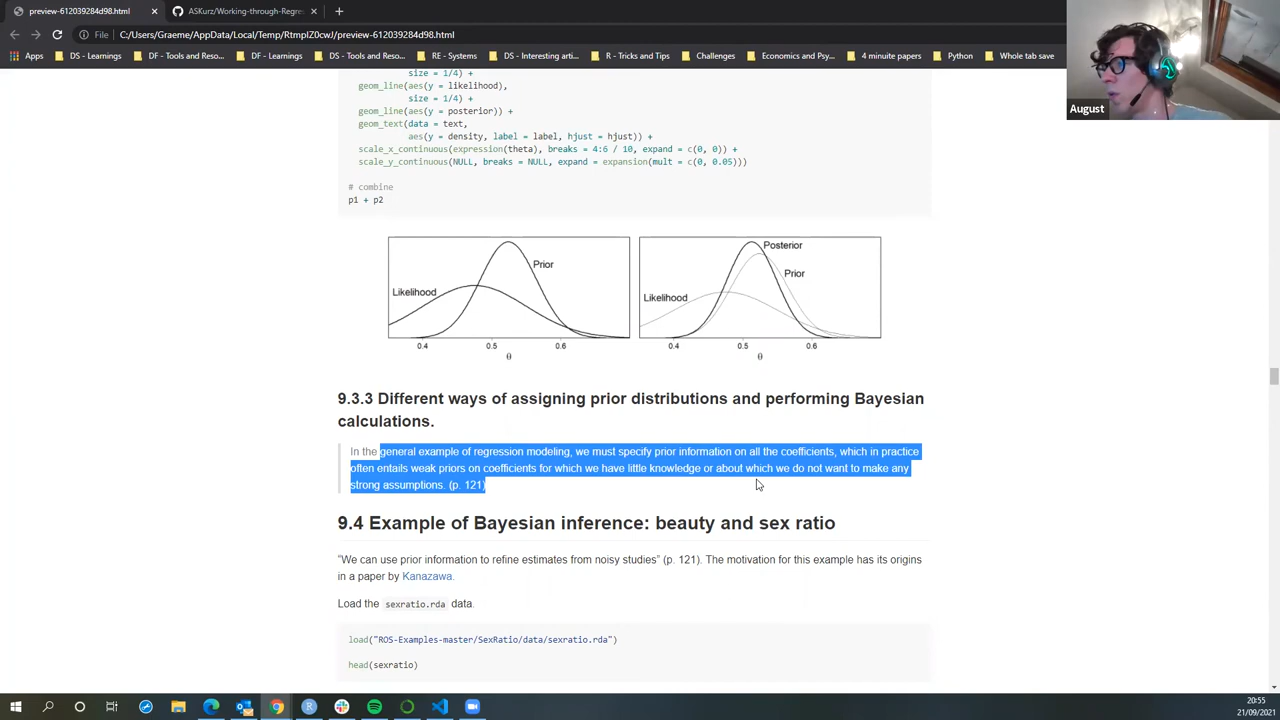 preview-612039284d98.html
ASKurz/Working-through-Regres
File
C:/Users/Graeme/AppData/Local/Temp/RtmpIZ0cwJ/preview-612039284d98.html
Apps
DS - Learnings
DF - Tools and Reso...
DF - Learnings
DS - Tools and Resou...
RE - Systems
DS - Interesting arti...
R - Tricks and Tips
Challenges
Economics and Psy...
4 minuite papers
Python
Whole tab save
August
size = 1/4) +
geom_line(aes(y = likelihood),
size = 1/4) +
geom_line(aes(y = posterior)) +
geom_text(data = text,
aes(y = density, label = label, hjust = hjust)) +
scale_x_continuous(expression(theta), breaks = 4:6 / 10, expand = c(0, 0)) +
scale_y_continuous(NULL, breaks = NULL, expand = expansion(mult = c(0, 0.05)))
# combine
p1 + p2
Likelihood
Prior
0.4
0.5
0.6
θ
Posterior
Prior
Likelihood
0.4
0.5
0.6
θ
9.3.3 Different ways of assigning prior distributions and performing Bayesian
calculations.
In the general example of regression modeling, we must specify prior information on all the coefficients, which in practice
often entails weak priors on coefficients for which we have little knowledge or about which we do not want to make any
strong assumptions. (p. 121)
9.4 Example of Bayesian inference: beauty and sex ratio
“We can use prior information to refine estimates from noisy studies” (p. 121). The motivation for this example has its origins
in a paper by Kanazawa.
Load the sexratio.rda data.
load("ROS-Examples-master/SexRatio/data/sexratio.rda")
head(sexratio)
20:55
21/09/2021